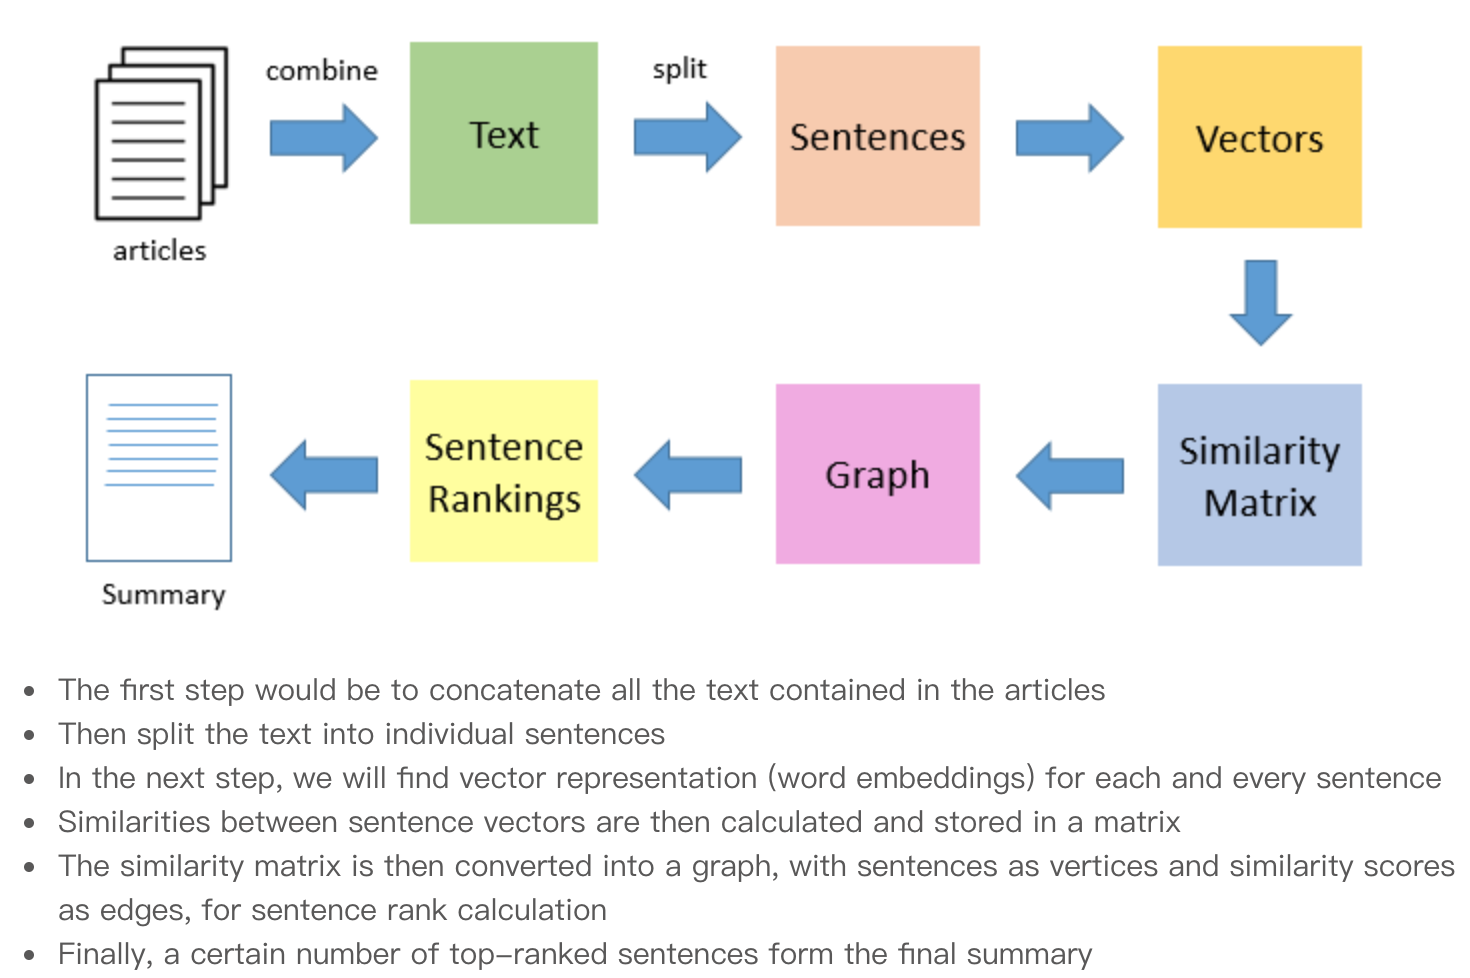 combine
split
Text
Sentences
Vectors
articles
Sentence
Rankings
Graph
Similarity
Matrix
Summary
• The first step would be to concatenate all the text contained in the articles
• Then split the text into individual sentences
• In the next step, we will find vector representation (word embeddings) for each and every sentence
• Similarities between sentence vectors are then calculated and stored in a matrix
• The similarity matrix is then converted into a graph, with sentences as vertices and similarity scores
as edges, for sentence rank calculation
• Finally, a certain number of top–ranked sentences form the final summary